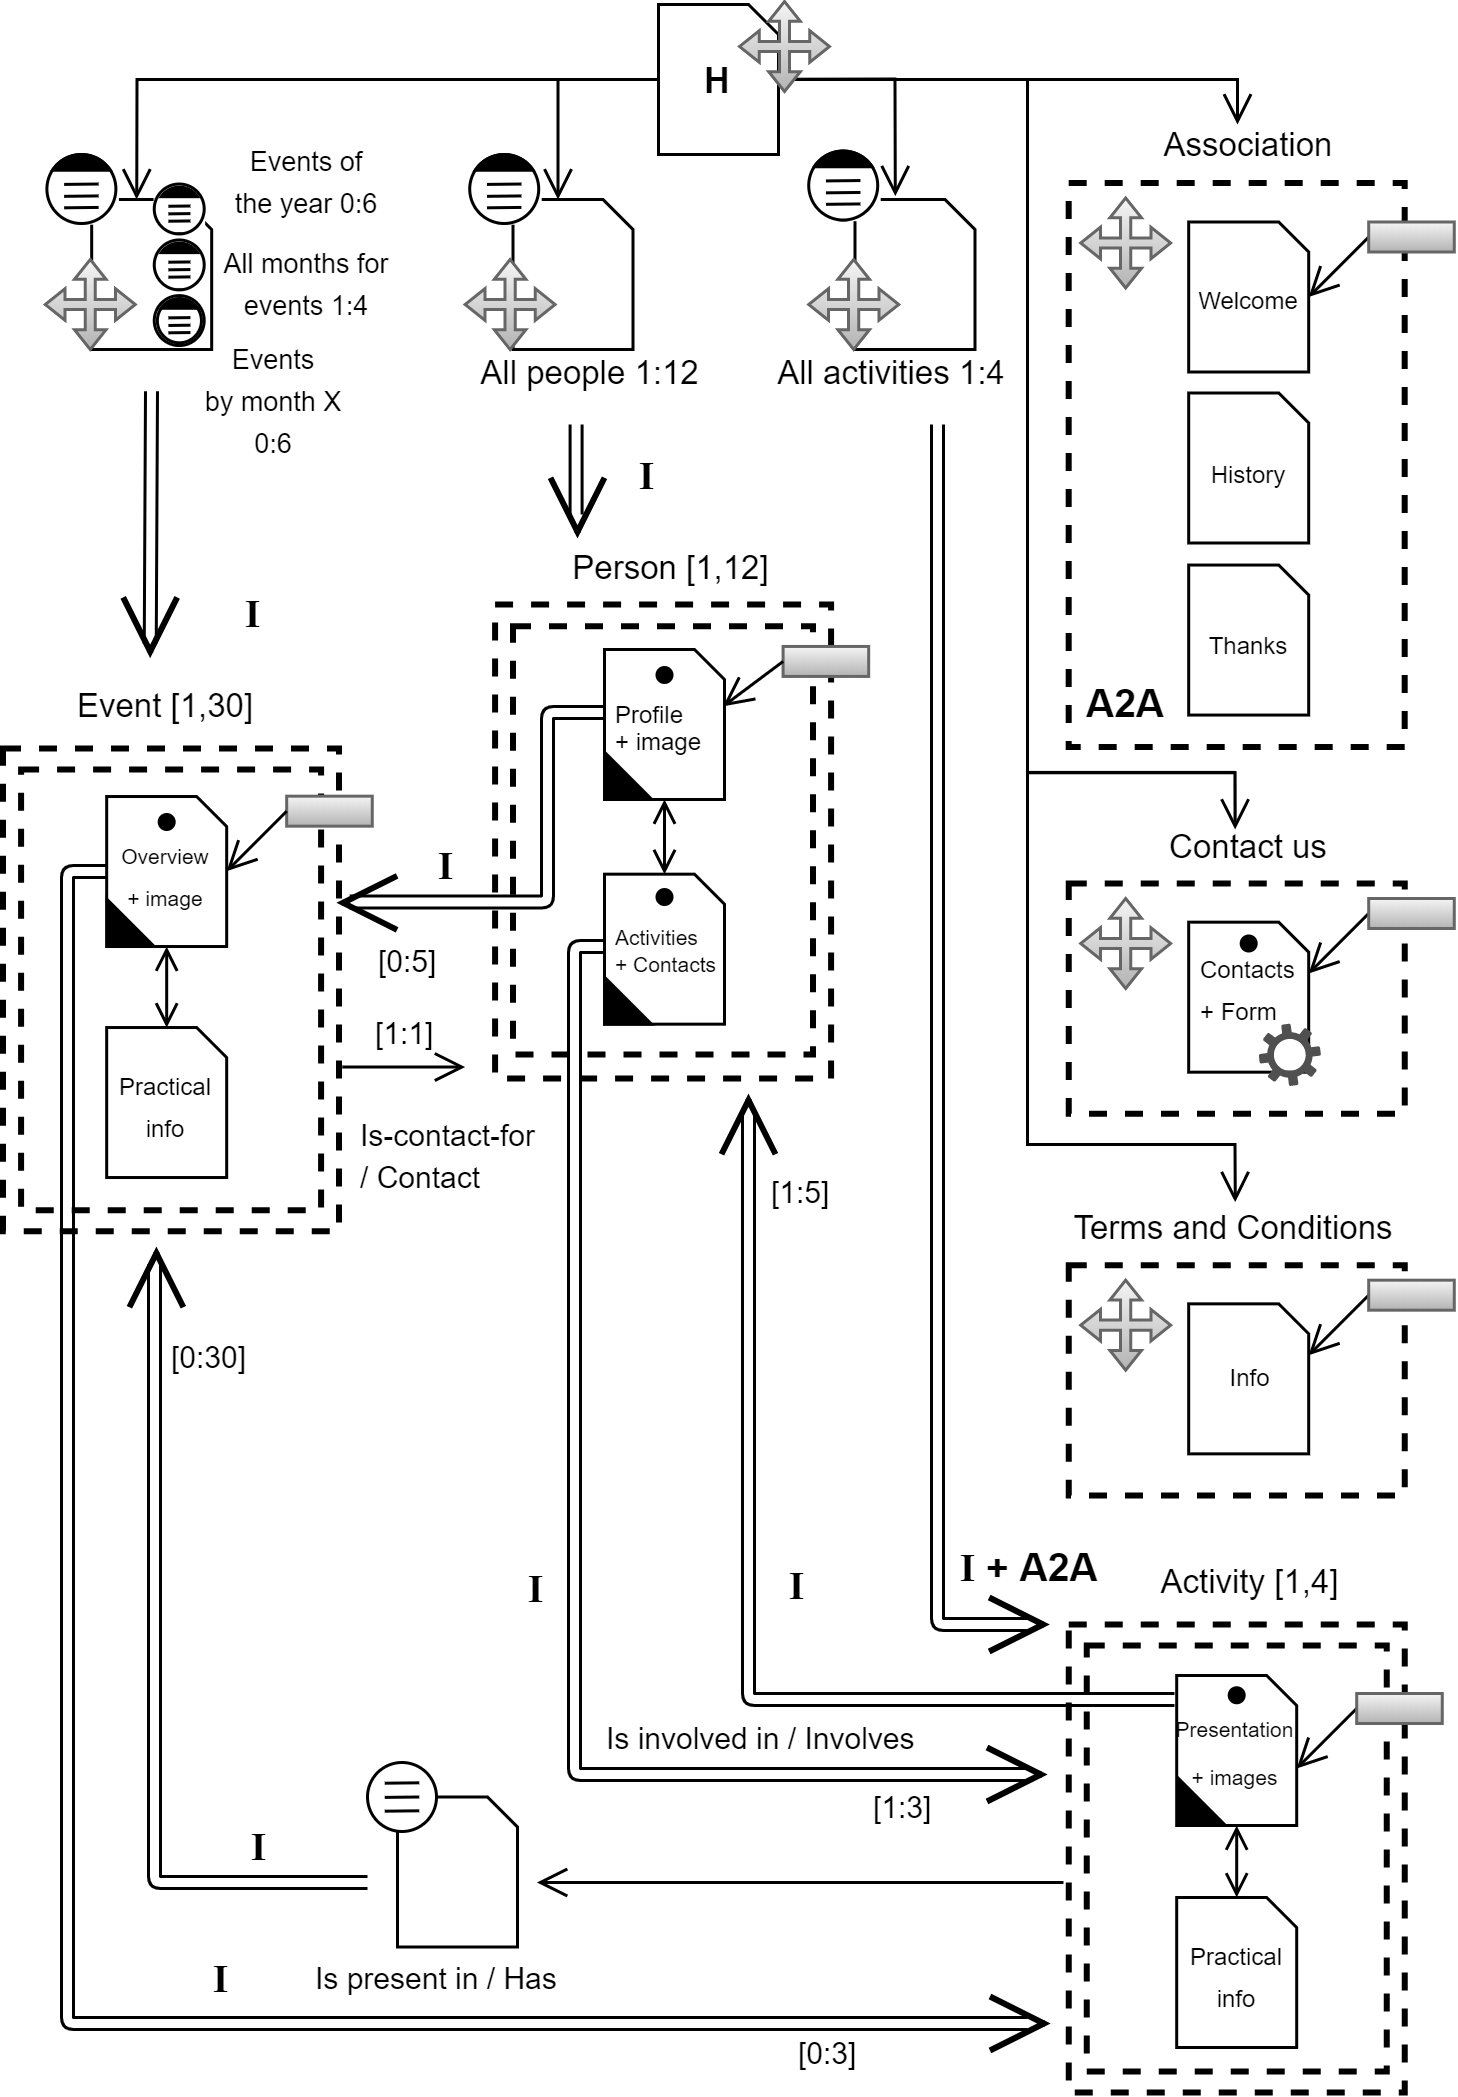 H
Association
Events of
the year 0:6
All months for
events 1:4
Events
by month X
0:6
All people 1:12
All activities 1:4
Welcome
History
Thanks
A2A
I
I
Person [1,12]
Event [1,30]
Profile
+ image
Overview
+ image
I
[0:5]
Activities
+ Contacts
[1:1]
Is-contact-for
/ Contact
Practical
info
Contact us
Contacts
+ Form
[1:5]
Terms and Conditions
Info
[0:30]
I
I
I + A2A
Activity [1,4]
Presentation
+ images
Is involved in / Involves
[1:3]
I
Is present in / Has
I
Practical
info
[0:3]